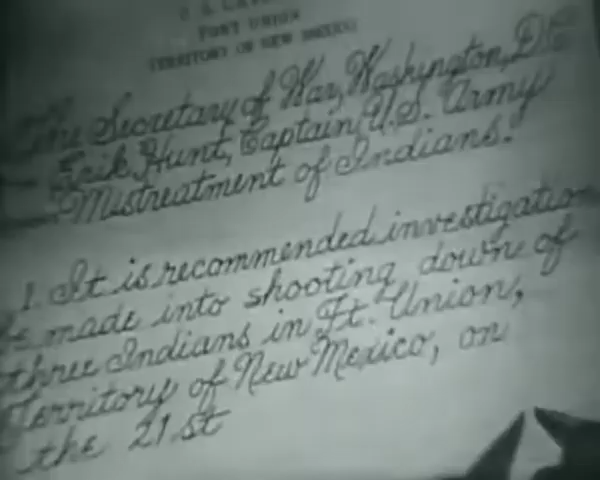 FORT UNION
TERRITORY OF NEW MEXICO
The Secretary of War, Washington, D.C.
Erik Hunt, Captain, U.S. Army
Mistreatment of Indians.
1. It is recommended investigation
be made into shooting down of
three Indians in Ft. Union,
Territory of New Mexico, on
the 21st